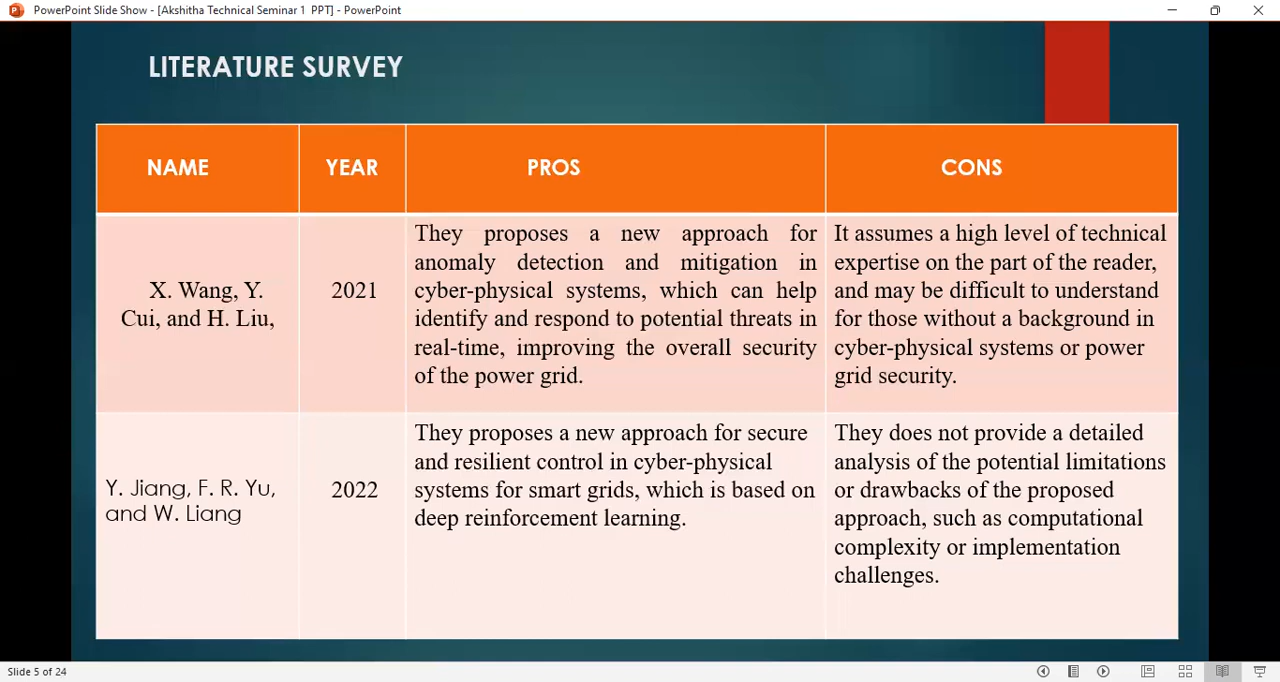 PowerPoint Slide Show - [Akshitha Technical Seminar 1 PPT] - PowerPoint
LITERATURE SURVEY
NAME
YEAR
PROS
CONS
X. Wang, Y.
Cui, and H. Liu,
2021
They proposes a new approach for
anomaly detection and mitigation in
cyber-physical systems, which can help
identify and respond to potential threats in
real-time, improving the overall security
of the power grid.
It assumes a high level of technical
expertise on the part of the reader,
and may be difficult to understand
for those without a background in
cyber-physical systems or power
grid security.
Y. Jiang, F. R. Yu,
and W. Liang
2022
They proposes a new approach for secure
and resilient control in cyber-physical
systems for smart grids, which is based on
deep reinforcement learning.
They does not provide a detailed
analysis of the potential limitations
or drawbacks of the proposed
approach, such as computational
complexity or implementation
challenges.
Slide 5 of 24